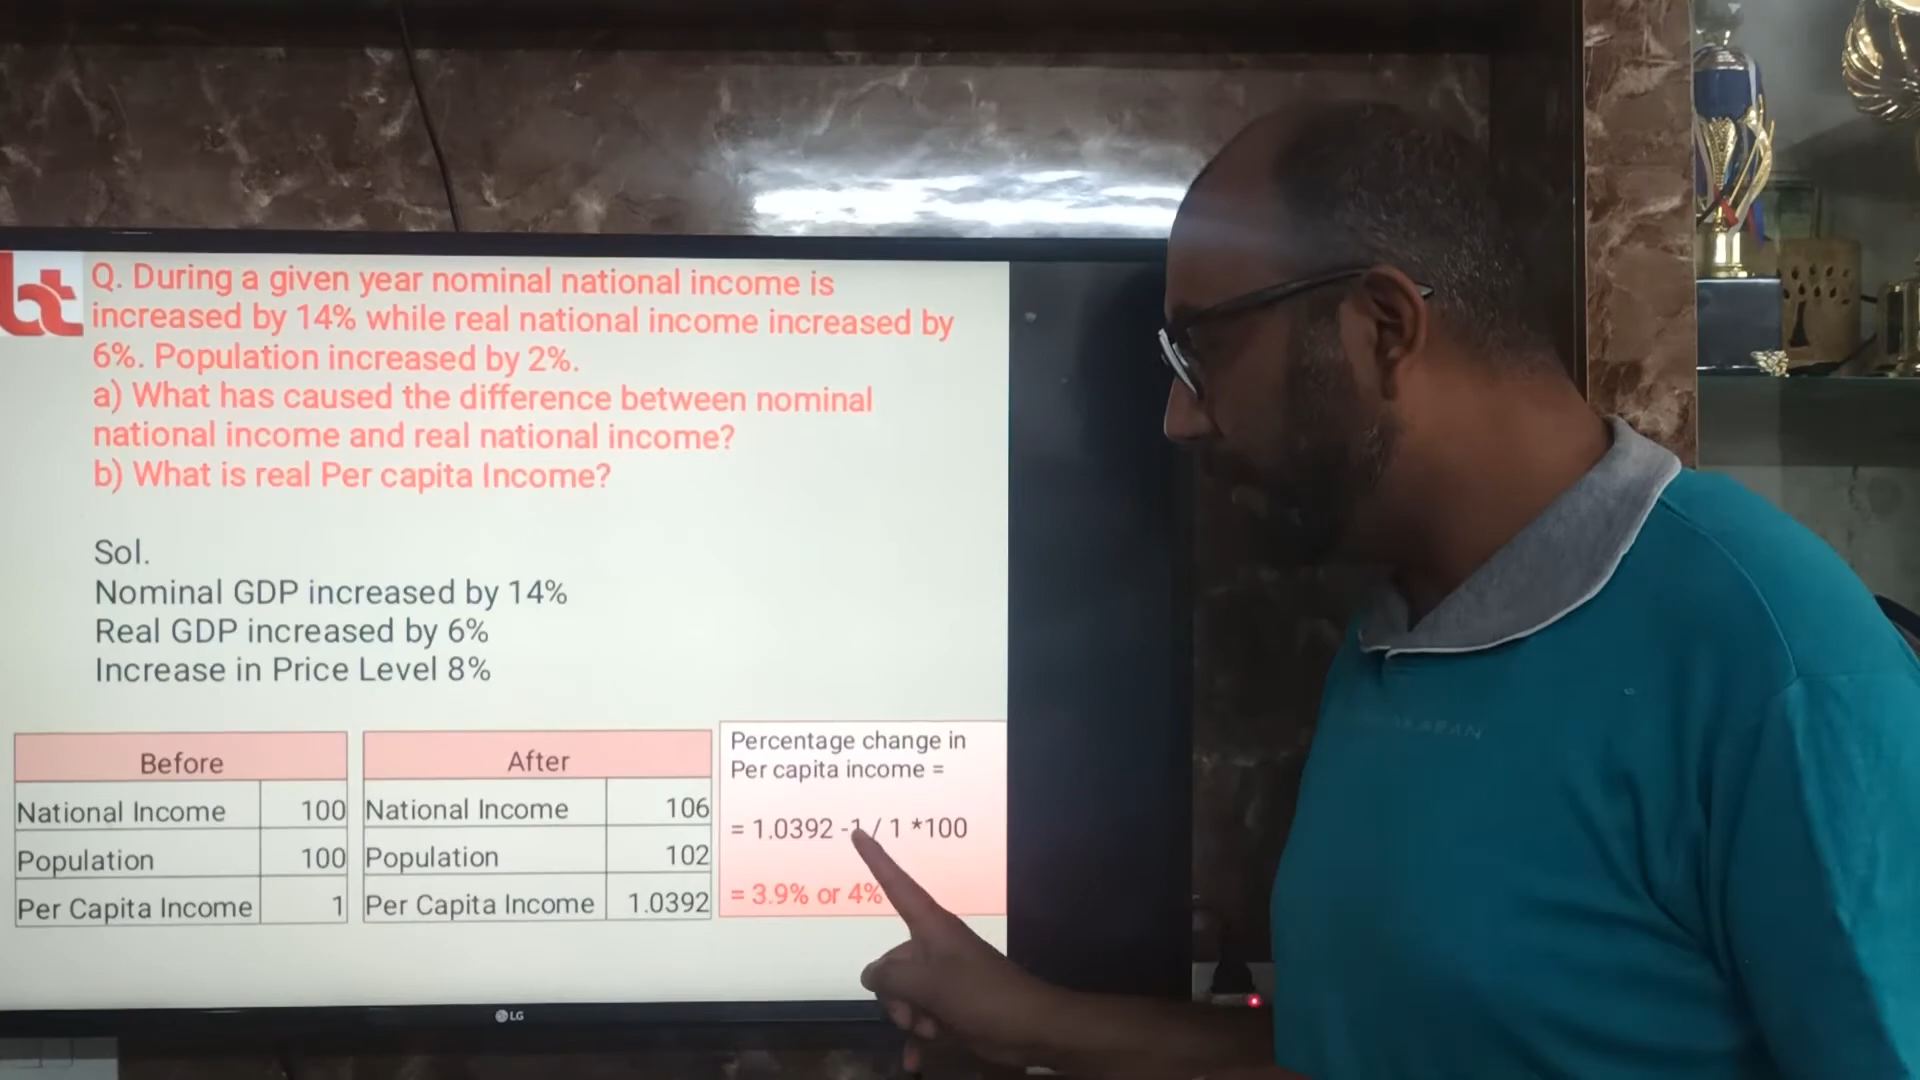 bt
Q. During a given year nominal national income is
increased by 14% while real national income increased by
6%. Population increased by 2%.
a) What has caused the difference between nominal
national income and real national income?
b) What is real Per capita Income?
Sol.
Nominal GDP increased by 14%
Real GDP increased by 6%
Increase in Price Level 8%
Before
National Income 100
Population 100
Per Capita Income 1
After
National Income 106
Population 102
Per Capita Income 1.0392
Percentage change in
Per capita income =
= 1.0392 -1 / 1 *100
= 3.9% or 4%
LG